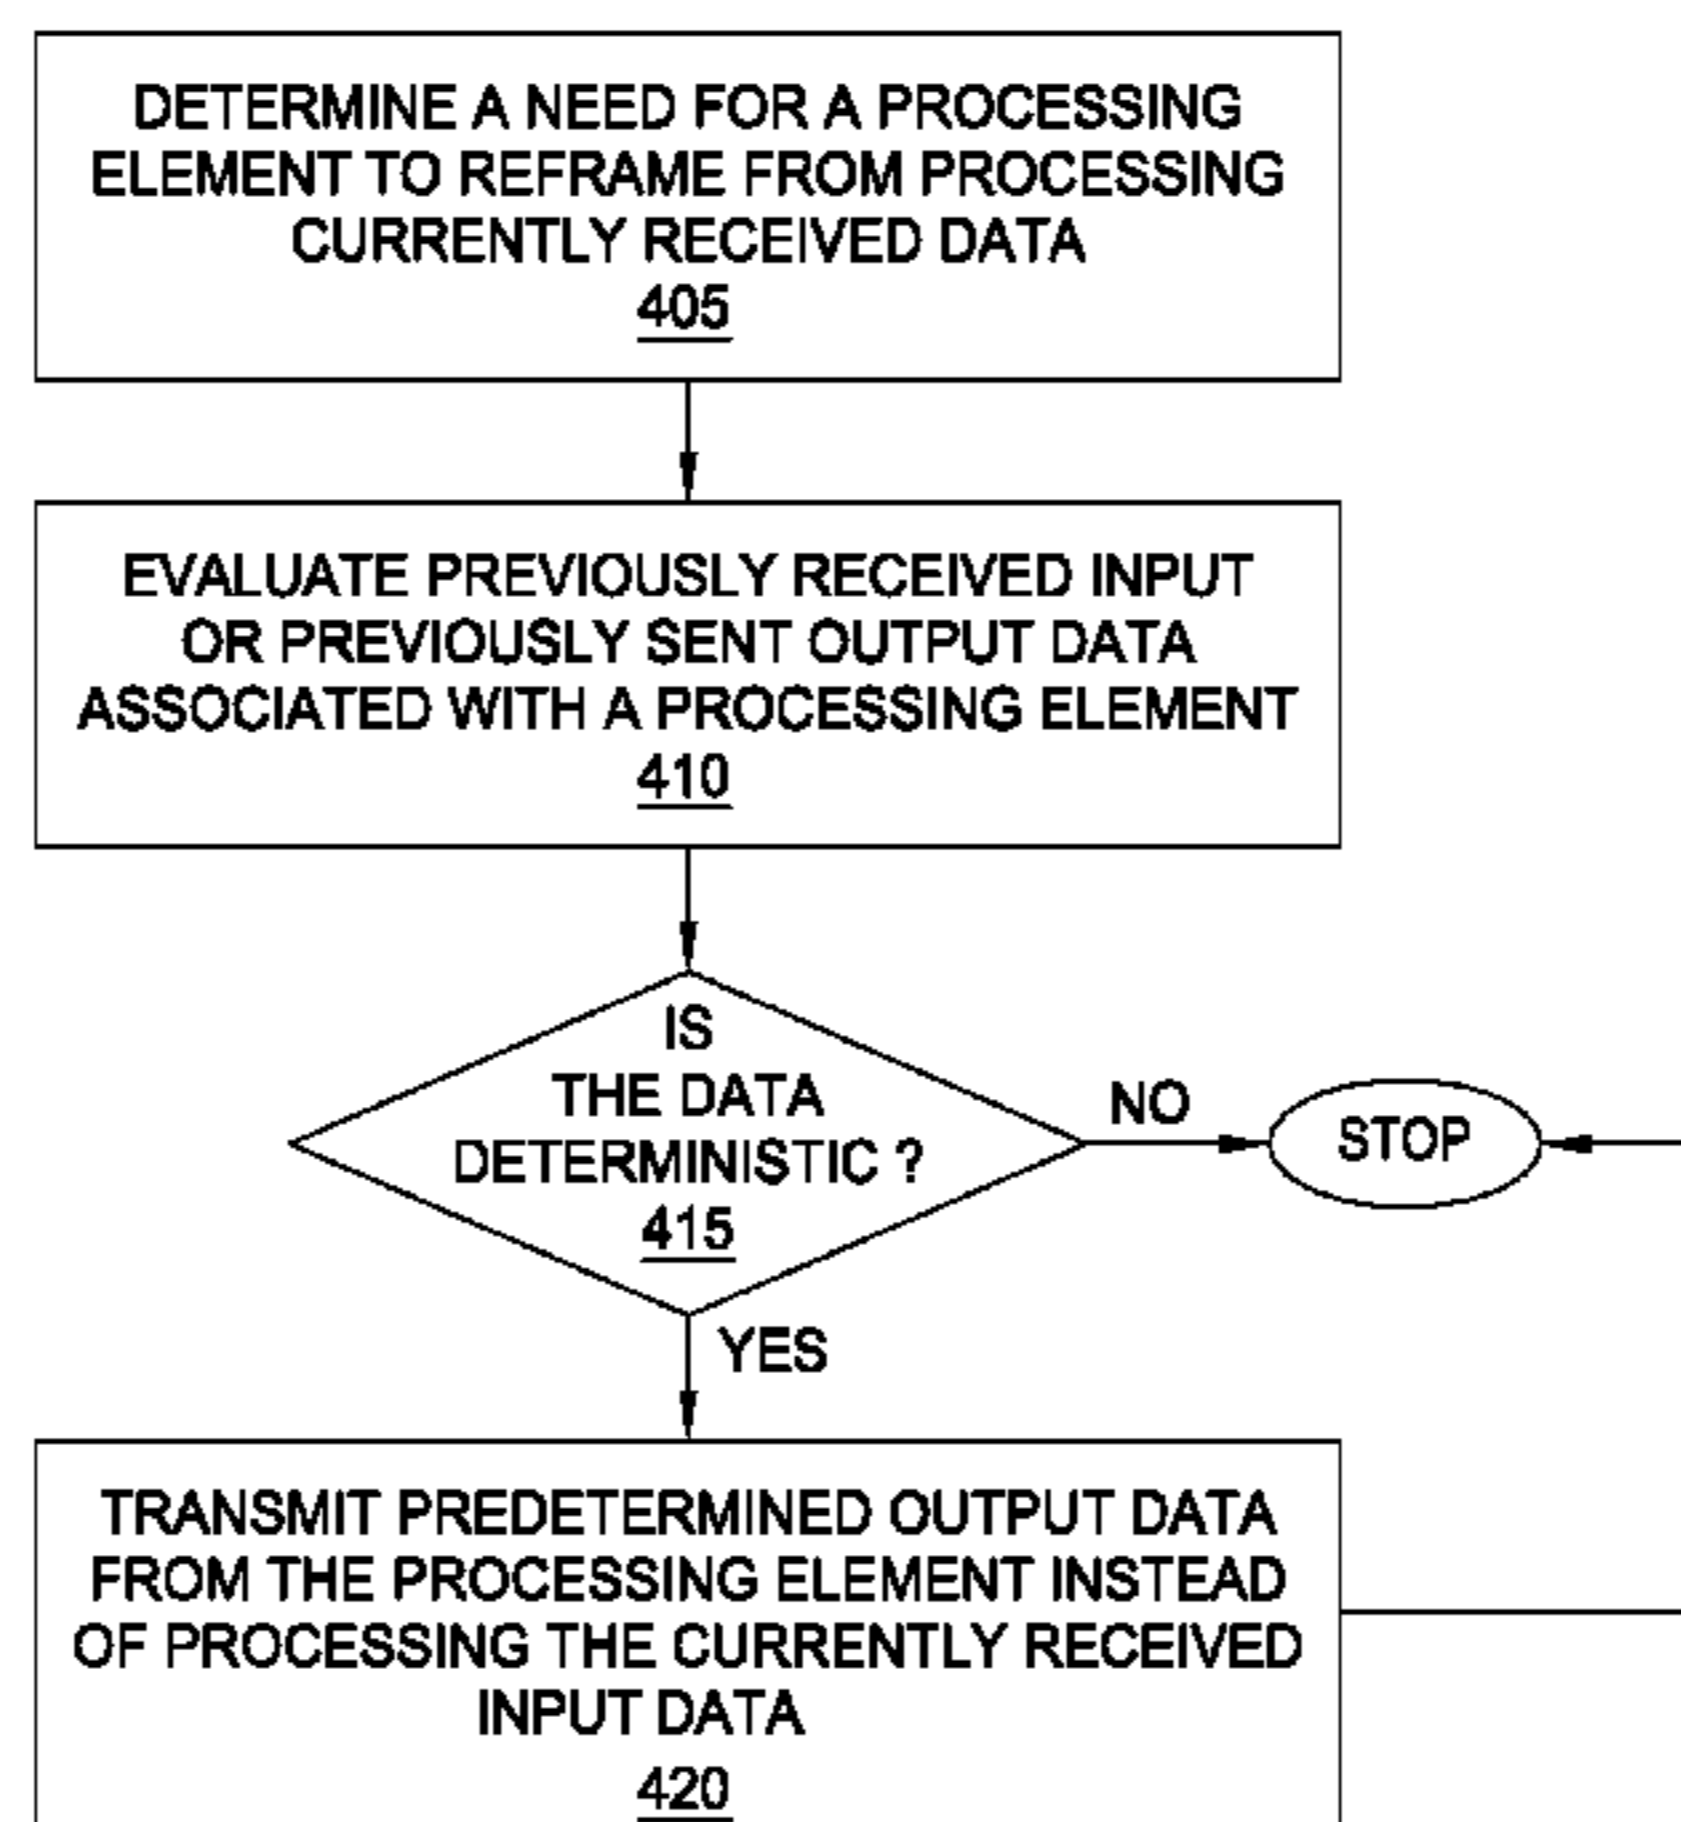 DETERMINE A NEED FOR A PROCESSING
ELEMENT TO REFRAME FROM PROCESSING
CURRENTLY RECEIVED DATA
405
EVALUATE PREVIOUSLY RECEIVED INPUT
OR PREVIOUSLY SENT OUTPUT DATA
ASSOCIATED WITH A PROCESSING ELEMENT
410
IS
THE DATA
DETERMINISTIC ?
415
NO
STOP
YES
TRANSMIT PREDETERMINED OUTPUT DATA
FROM THE PROCESSING ELEMENT INSTEAD
OF PROCESSING THE CURRENTLY RECEIVED
INPUT DATA
420